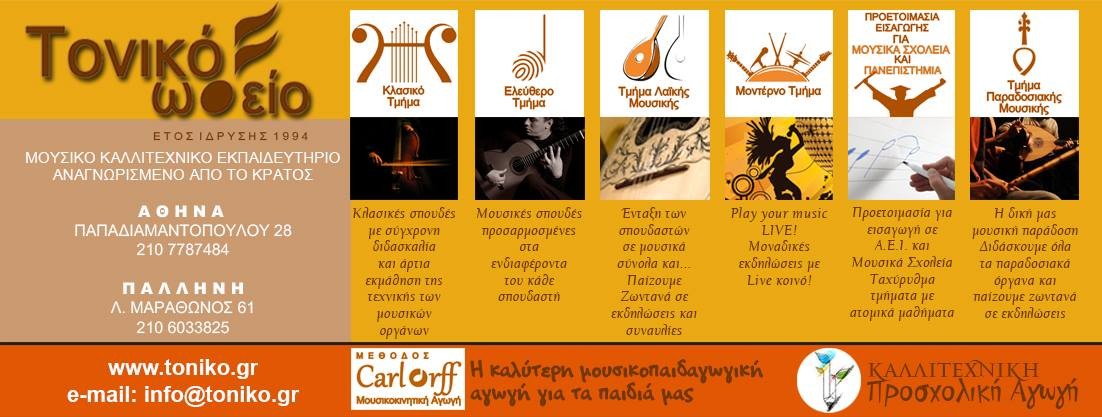 Τονικό
ωδείο
ΕΤΟΣ ΙΔΡΥΣΗΣ 1994
ΜΟΥΣΙΚΟ ΚΑΛΛΙΤΕΧΝΙΚΟ ΕΚΠΑΙΔΕΥΤΗΡΙΟ
ΑΝΑΓΝΩΡΙΣΜΕΝΟ ΑΠΟ ΤΟ ΚΡΑΤΟΣ
ΑΘΗΝΑ
ΠΑΠΑΔΙΑΜΑΝΤΟΠΟΥΛΟΥ 28
210 7787484
ΠΑΛΛΗΝΗ
Λ. ΜΑΡΑΘΩΝΟΣ 61
210 6033825
www.toniko.gr
e-mail: info@toniko.gr
Κλασικό
Τμήμα
Κλασικές σπουδές
με σύγχρονη
διδασκαλία
και άρτια
εκμάθηση της
τεχνικής των
μουσικών
οργάνων
Ελεύθερο
Τμήμα
Μουσικές σπουδές
προσαρμοσμένες
στα
ενδιαφέροντα
του κάθε
σπουδαστή
Τμήμα Λαϊκής
Μουσικής
Ένταξη των
σπουδαστών
σε μουσικά
σύνολα και...
Παίζουμε
Ζωντανά σε
εκδηλώσεις και
συναυλίες
Μοντέρνο Τμήμα
Play your music
LIVE!
Μοναδικές
εκδηλώσεις με
Live κοινό!
ΠΡΟΕΤΟΙΜΑΣΙΑ
ΕΙΣΑΓΩΓΗΣ
ΓΙΑ
ΜΟΥΣΙΚΑ ΣΧΟΛΕΙΑ
ΚΑΙ
ΠΑΝΕΠΙΣΤΗΜΙΑ
Προετοιμασία για
εισαγωγή σε
Α.Ε.Ι. και
Μουσικά Σχολεία
Ταχύρυθμα
τμήματα με
ατομικά μαθήματα
Τμήμα
Παραδοσιακής
Μουσικής
Η δική μας
μουσική παράδοση
Διδάσκουμε όλα
τα παραδοσιακά
όργανα και
παίζουμε ζωντανά
σε εκδηλώσεις
ΜΕΘΟΔΟΣ
Carl Orff
Μουσικοκινητική Αγωγή
Η καλύτερη μουσικοπαιδαγωγική
αγωγή για τα παιδιά μας
ΚΑΛΛΙΤΕΧΝΙΚΗ
Προσχολική Αγωγή